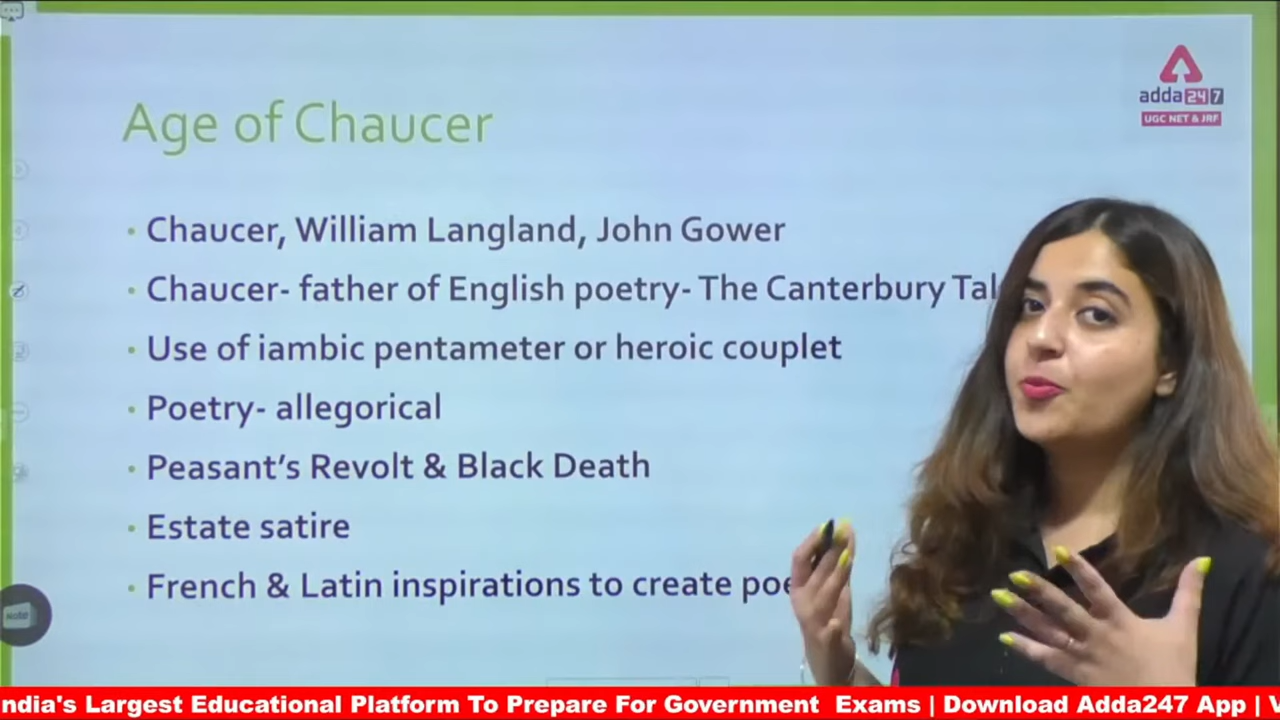 adda247
UGC NET & JRF
Age of Chaucer
• Chaucer, William Langland, John Gower
• Chaucer- father of English poetry- The Canterbury Tal
• Use of iambic pentameter or heroic couplet
• Poetry- allegorical
• Peasant's Revolt & Black Death
• Estate satire
• French & Latin inspirations to create poe
ndia's Largest Educational Platform To Prepare For Government Exams | Download Adda247 App | V